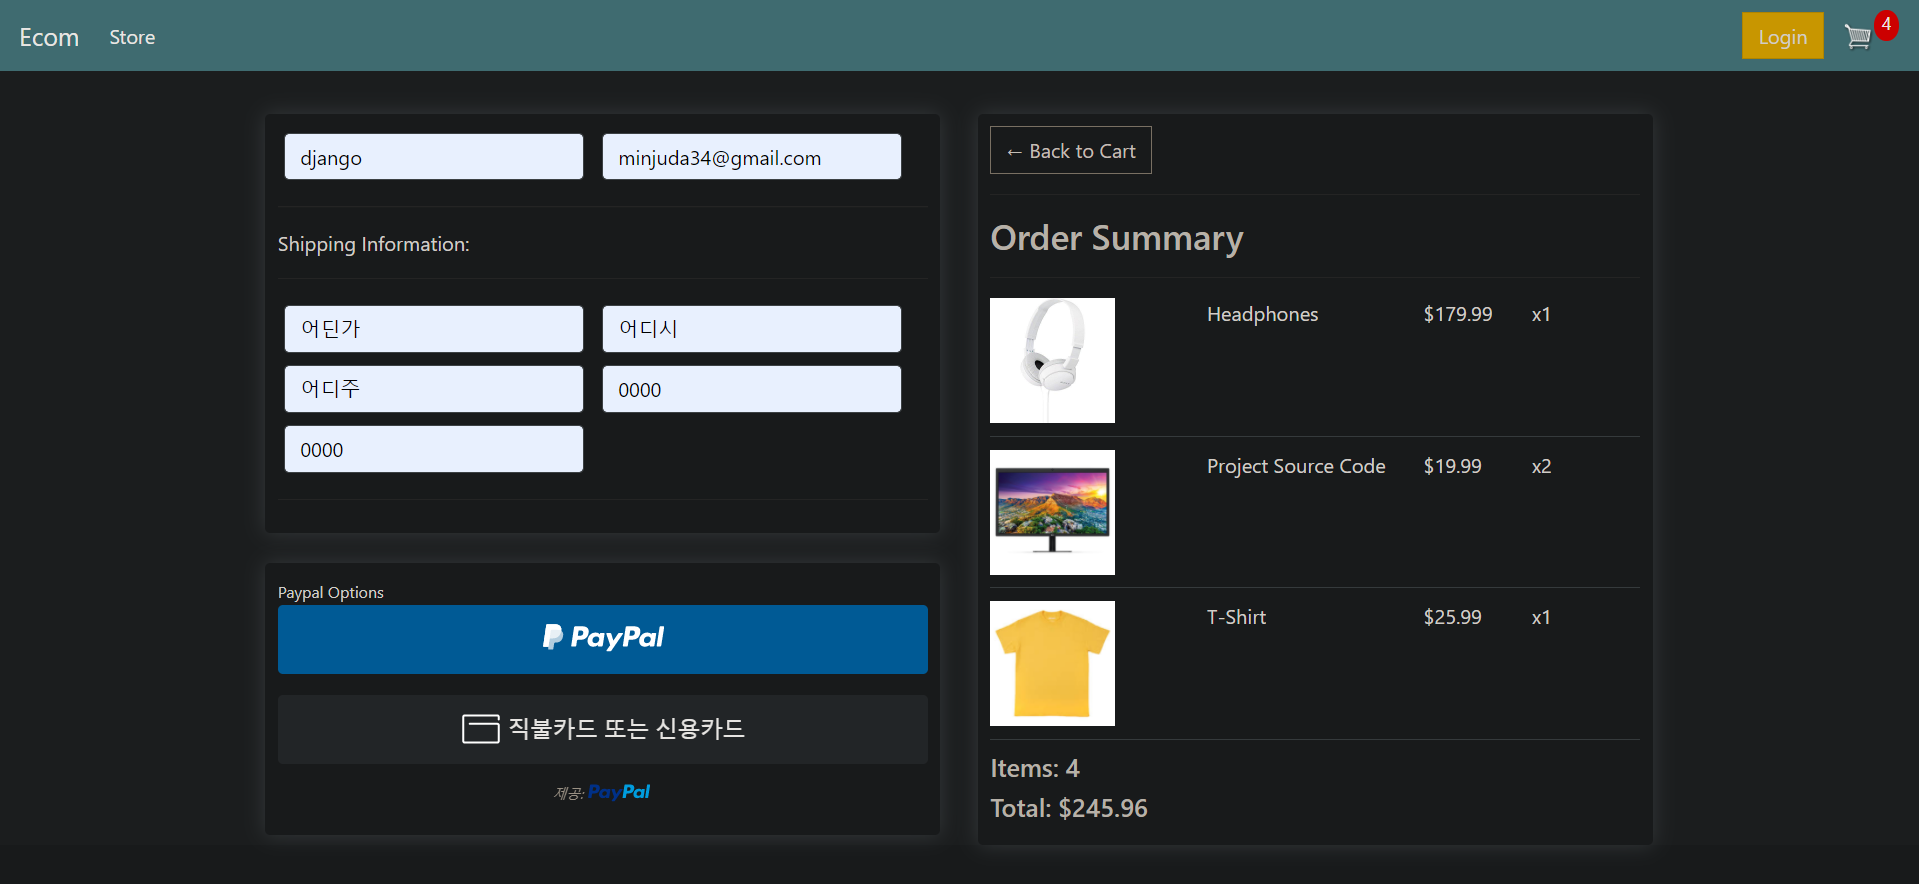 Ecom
Store
Login
4
django
minjuda34@gmail.com
Shipping Information:
어딘가
어디시
어디주
0000
0000
Paypal Options
PayPal
직불카드 또는 신용카드
제공: PayPal
← Back to Cart
Order Summary
Headphones $179.99 x1
Project Source Code $19.99 x2
T-Shirt $25.99 x1
Items: 4
Total: $245.96